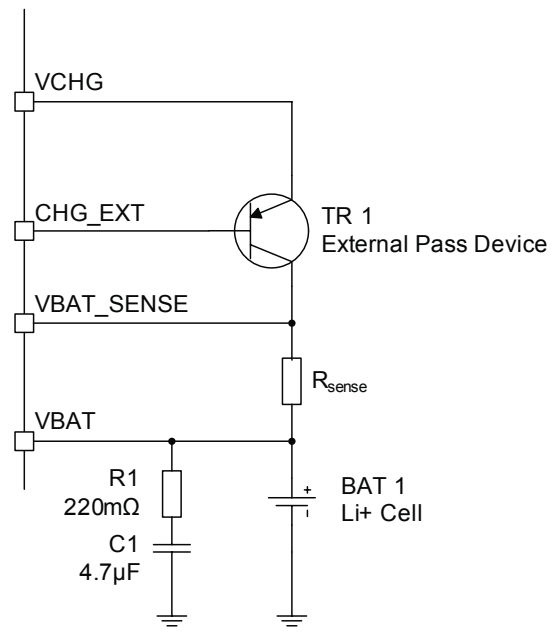 VCHG
CHG_EXT
TR 1
External Pass Device
VBAT_SENSE
Rsense
VBAT
R1
220mΩ
C1
4.7µF
+
BAT 1
Li+ Cell